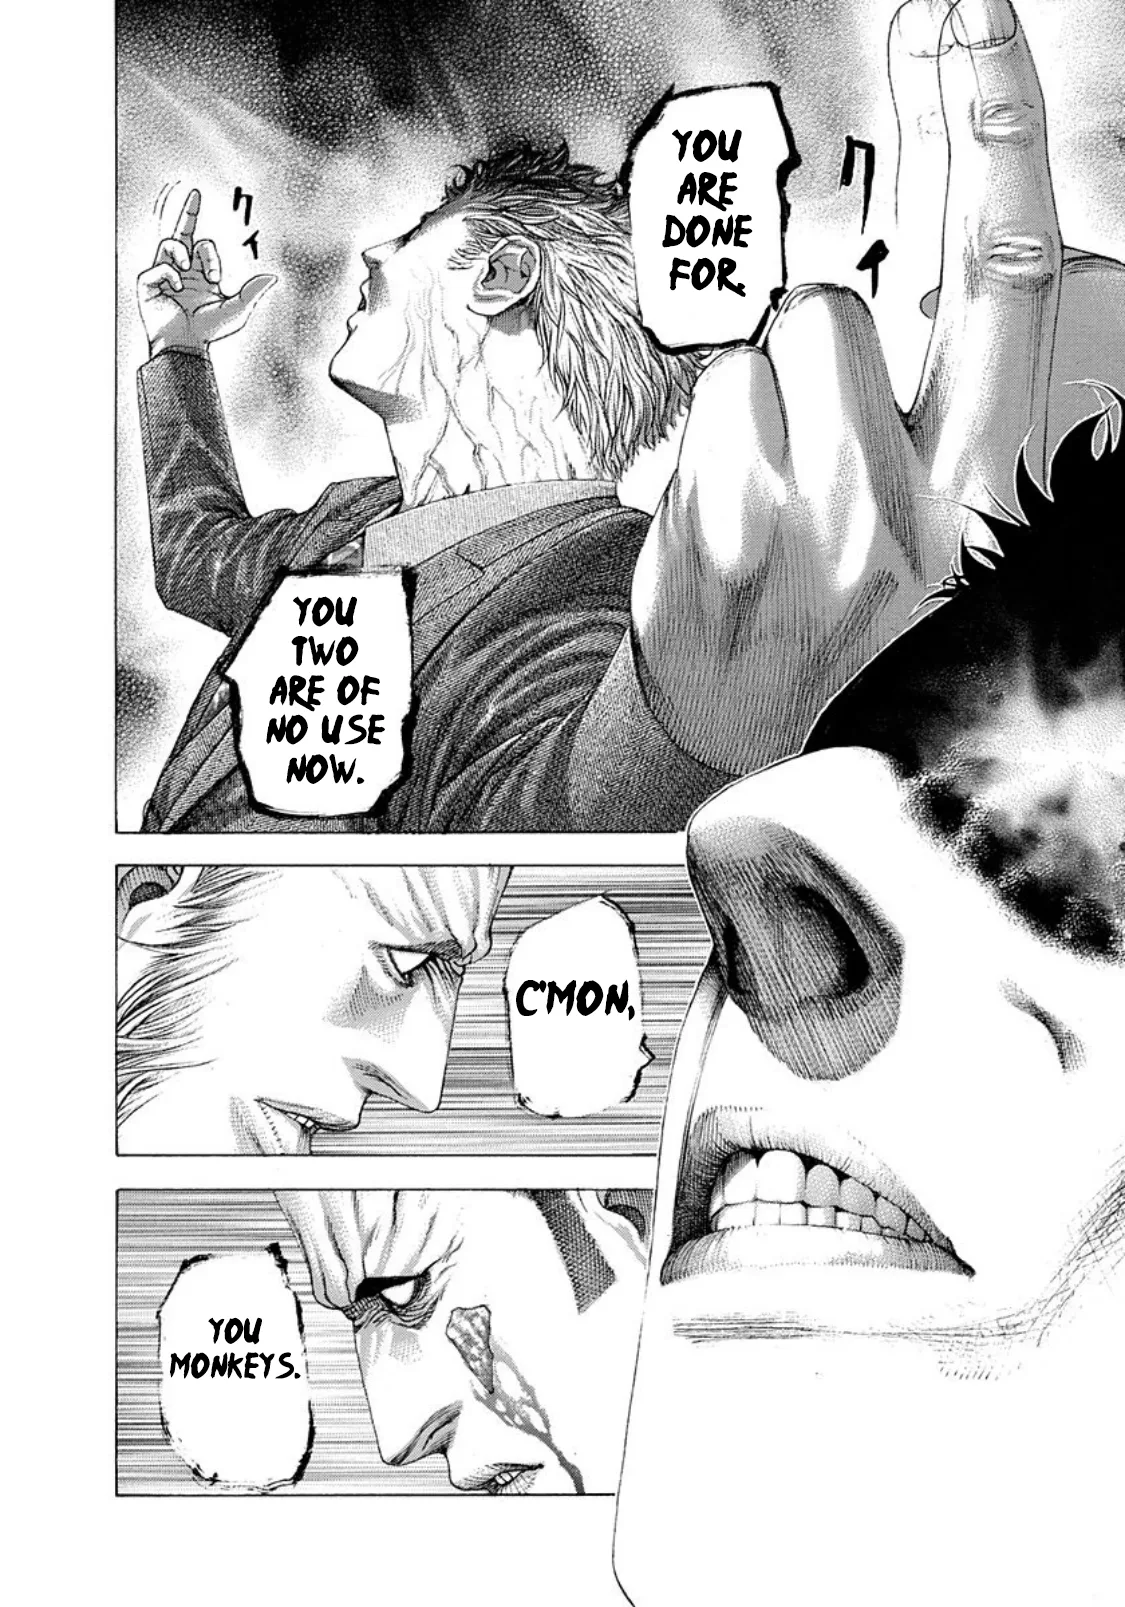 YOU
ARE
DONE
FOR.
クイ
クイ
YOU
TWO
ARE OF
NO USE
NOW.
C'MON,
YOU
MONKEYS.